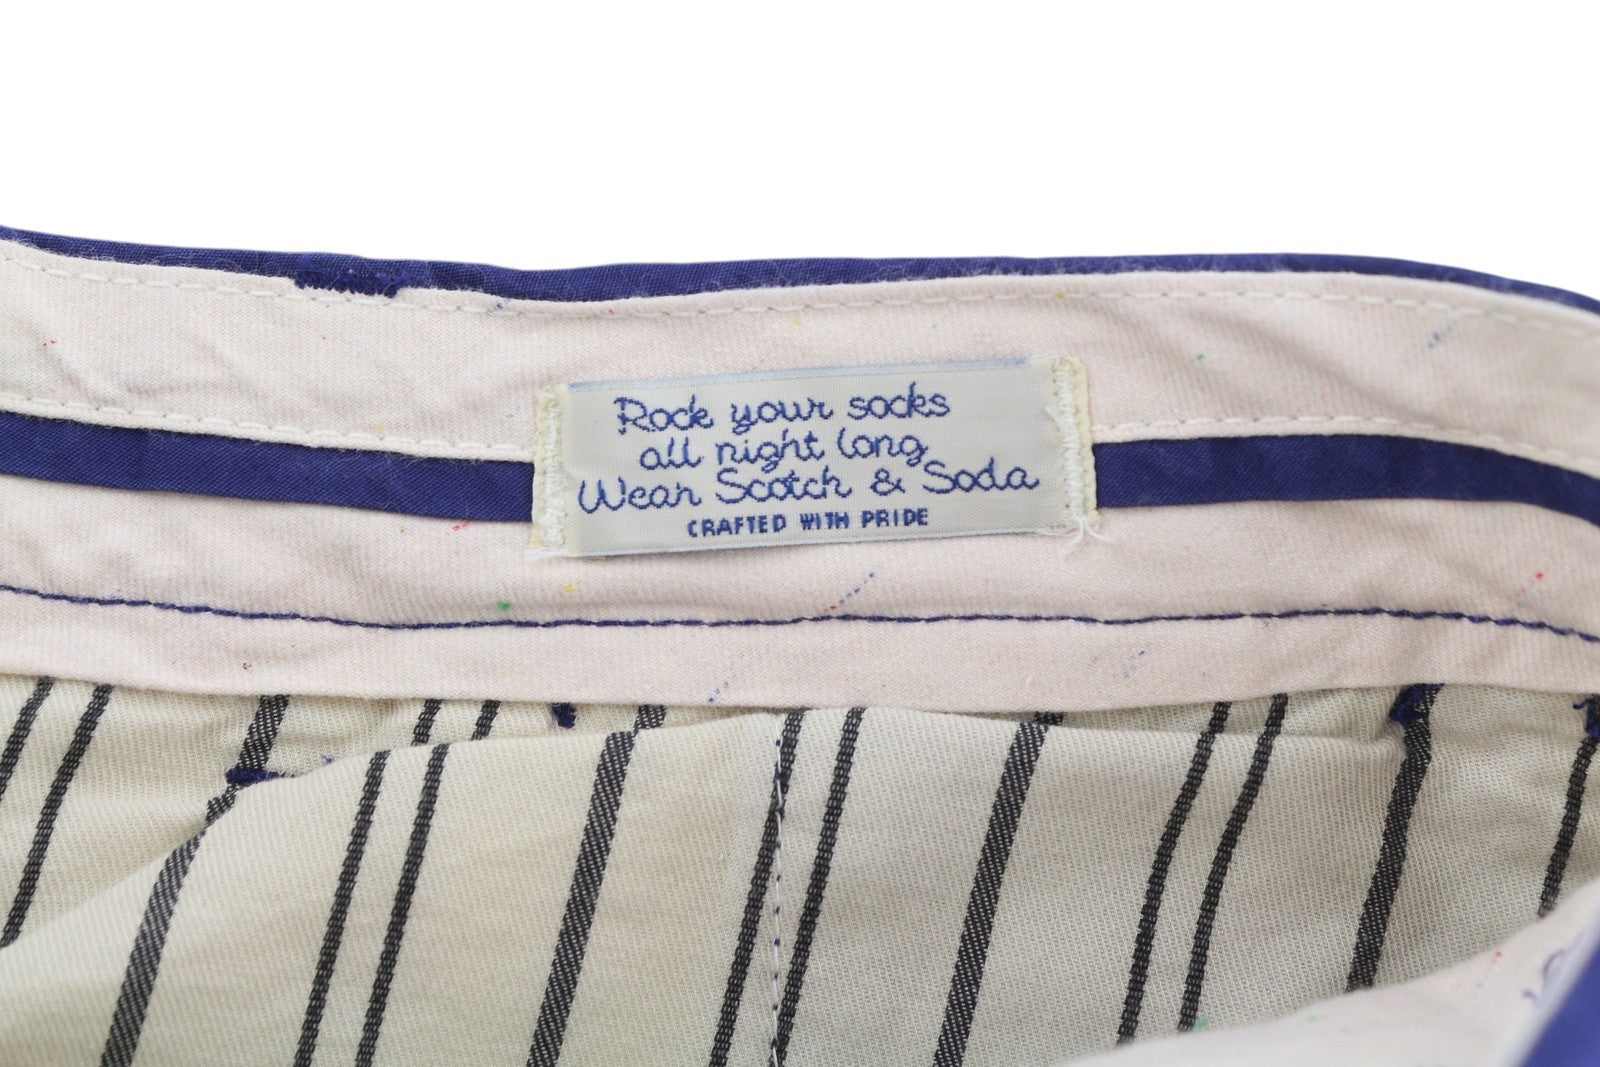 Rock your socks
all night long
Wear Scotch & Soda
CRAFTED WITH PRIDE